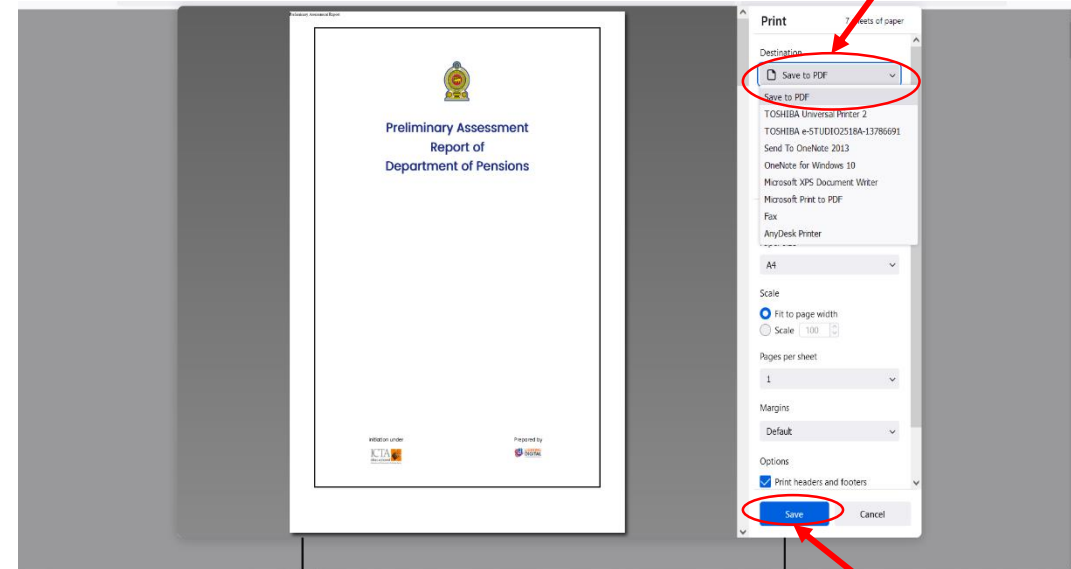 Preliminary Assessment Report
Preliminary Assessment
Report of
Department of Pensions
Initiation under
Prepared by
ICTA
DIGITAL
Print
7 sheets of paper
Destination
Save to PDF
Save to PDF
TOSHIBA Universal Printer 2
TOSHIBA e-STUDIO2518A-13786691
Send To OneNote 2013
OneNote for Windows 10
Microsoft XPS Document Writer
Microsoft Print to PDF
Fax
AnyDesk Printer
A4
Scale
Fit to page width
Scale 100
Pages per sheet
1
Margins
Default
Options
Print headers and footers
Save Cancel